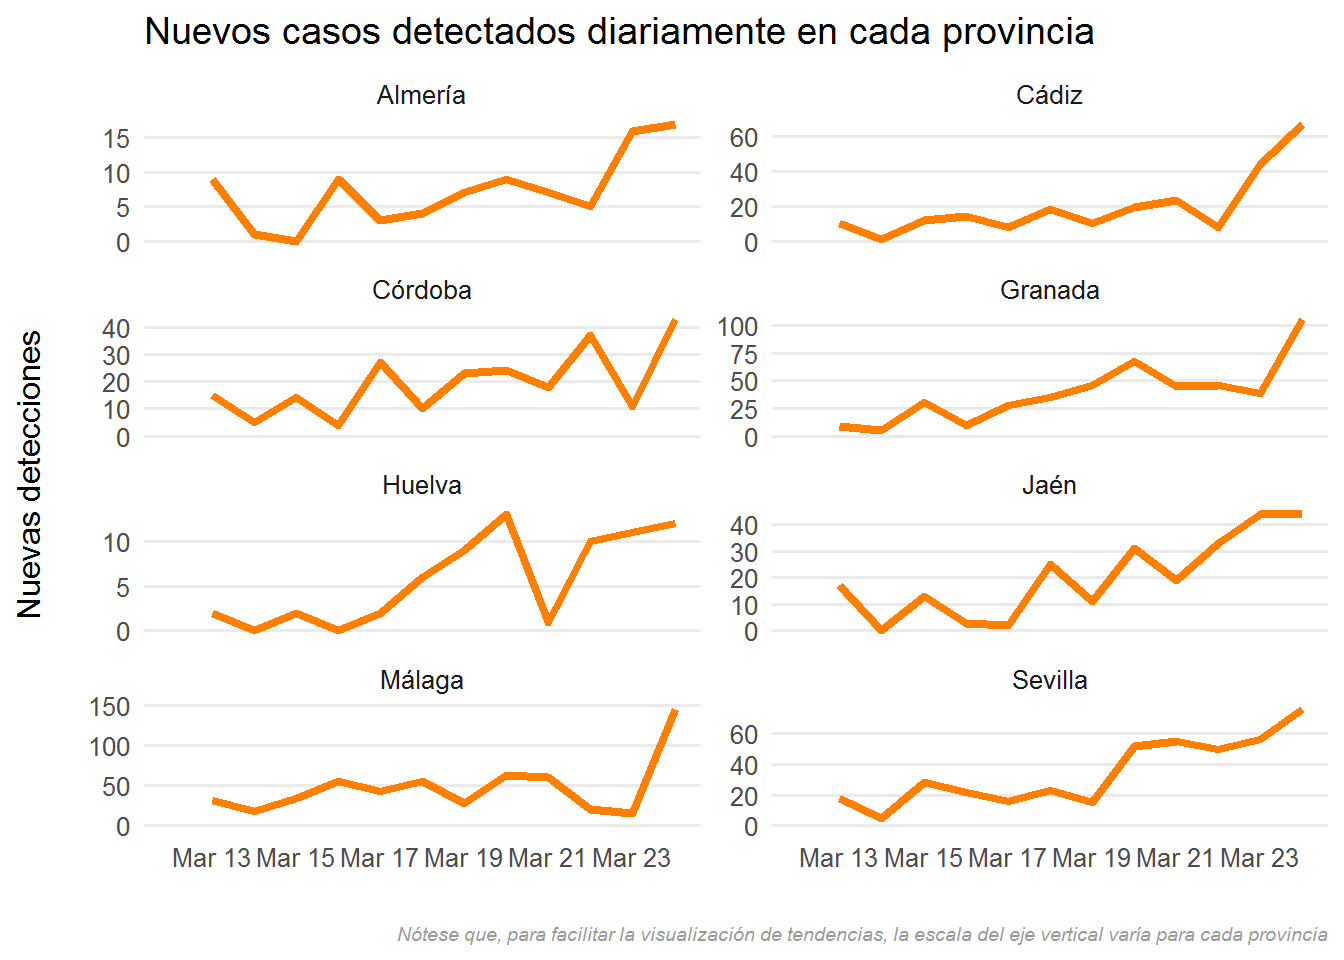 Nuevos casos detectados diariamente en cada provincia
Nuevas detecciones
Almería
15
10
5
0
Cádiz
60
40
20
0
Córdoba
40
30
20
10
0
Granada
100
75
50
25
0
Huelva
10
5
0
Jaén
40
30
20
10
0
Málaga
150
100
50
0
Sevilla
60
40
20
0
Mar 13 Mar 15 Mar 17 Mar 19 Mar 21 Mar 23
Mar 13 Mar 15 Mar 17 Mar 19 Mar 21 Mar 23
Nótese que, para facilitar la visualización de tendencias, la escala del eje vertical varía para cada provincia